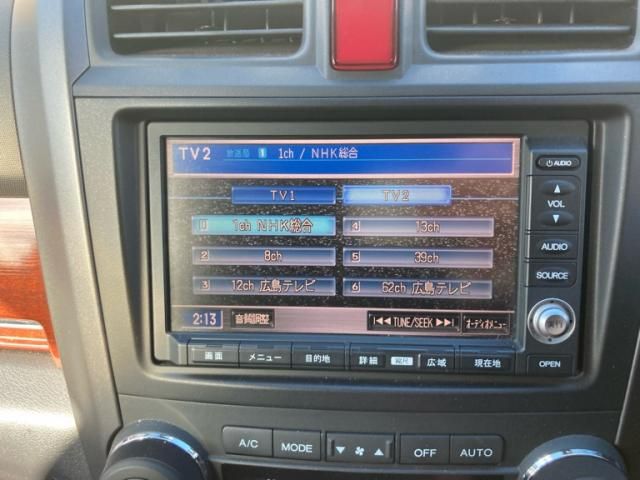 TV2 放送局 1 1ch / NHK総合
TV1 TV2
1 1ch NHK総合 4 13ch
2 8ch 5 39ch
3 12ch 広島テレビ 6 62ch 広島テレビ
2:13 音質調整 TUNE/SEEK オーディオメニュー
画面 メニュー 目的地 詳細 広域 現在地
AUDIO
VOL
AUDIO
SOURCE
OPEN
A/C MODE OFF AUTO